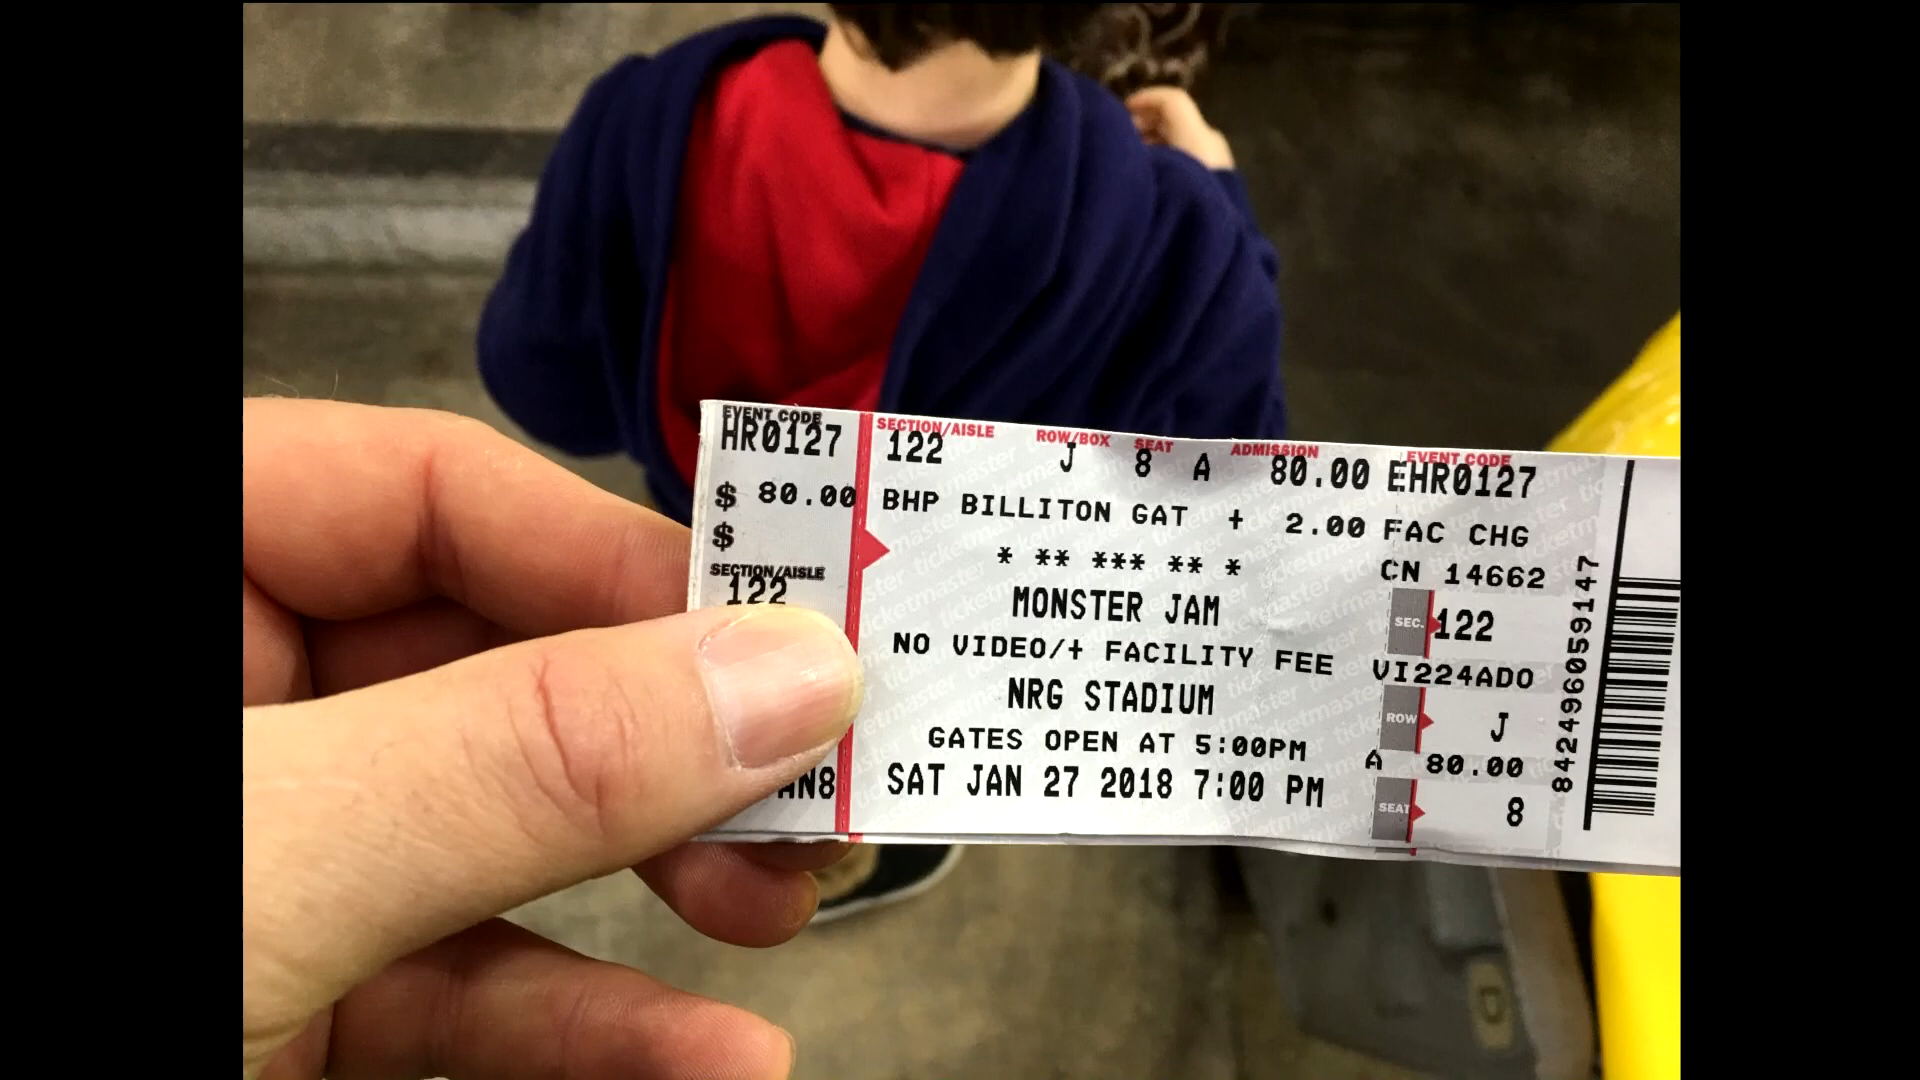 EVENT CODE
HR0127
$ 80.00
$
SECTION/AISLE
122
AN8
SECTION/AISLE ROW/BOX SEAT ADMISSION EVENT CODE
122 J 8 A 80.00 EHR0127
BHP BILLITON GAT + 2.00 FAC CHG
* ** *** ** *
CN 14662
MONSTER JAM
SEC. 122
NO VIDEO/+ FACILITY FEE VI224ADO
NRG STADIUM
ROW J
GATES OPEN AT 5:00PM A 80.00
SAT JAN 27 2018 7:00 PM
SEAT 8
8424960559147
ticketmaster